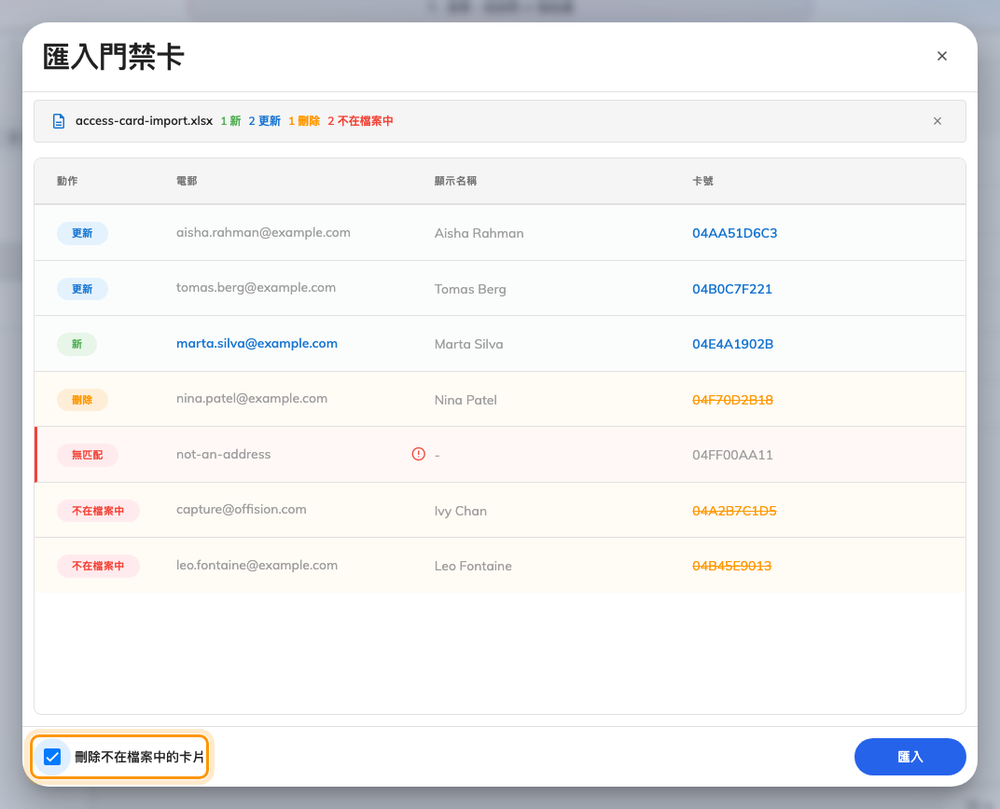 匯入門禁卡
access-card-import.xlsx 1 新 2 更新 1 刪除 2 不在檔案中
動作 電郵 顯示名稱 卡號
更新 aisha.rahman@example.com Aisha Rahman 04AA51D6C3
更新 tomas.berg@example.com Tomas Berg 04B0C7F221
新 marta.silva@example.com Marta Silva 04E4A1902B
刪除 nina.patel@example.com Nina Patel 04F70D2B18
無匹配 not-an-address - 04FF00AA11
不在檔案中 capture@offision.com Ivy Chan 04A2B7C1D5
不在檔案中 leo.fontaine@example.com Leo Fontaine 04B45E9013
刪除不在檔案中的卡片 匯入